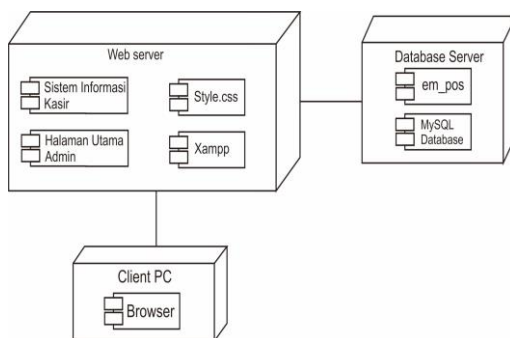 Web server
Sistem Informasi
Kasir
Style.css
Halaman Utama
Admin
Xampp
Database Server
em_pos
MySQL
Database
Client PC
Browser